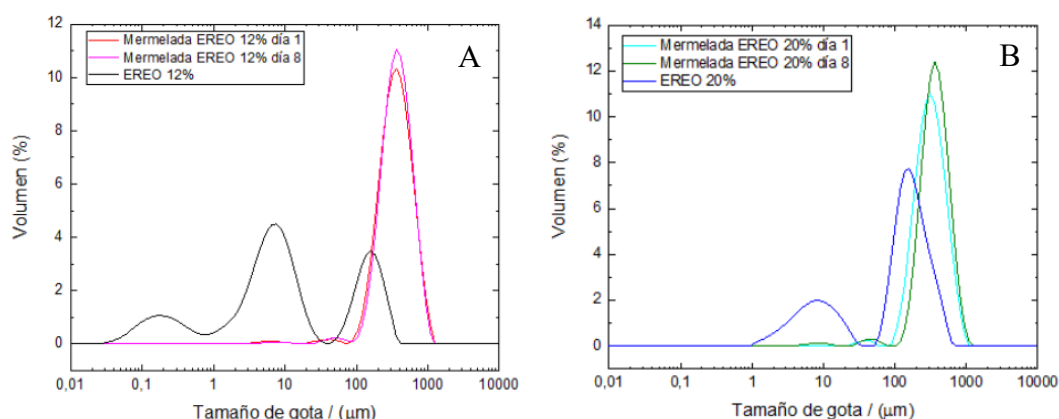 A
Mermelada EREO 12% día 1
Mermelada EREO 12% día 8
EREO 12%
Volumen (%)
12
10
8
6
4
2
0
0,01 0,1 1 10 100 1000 10000
Tamaño de gota / (µm)
B
Mermelada EREO 20% día 1
Mermelada EREO 20% día 8
EREO 20%
Volumen (%)
14
12
10
8
6
4
2
0
0,01 0,1 1 10 100 1000 10000
Tamaño de gota / (µm)